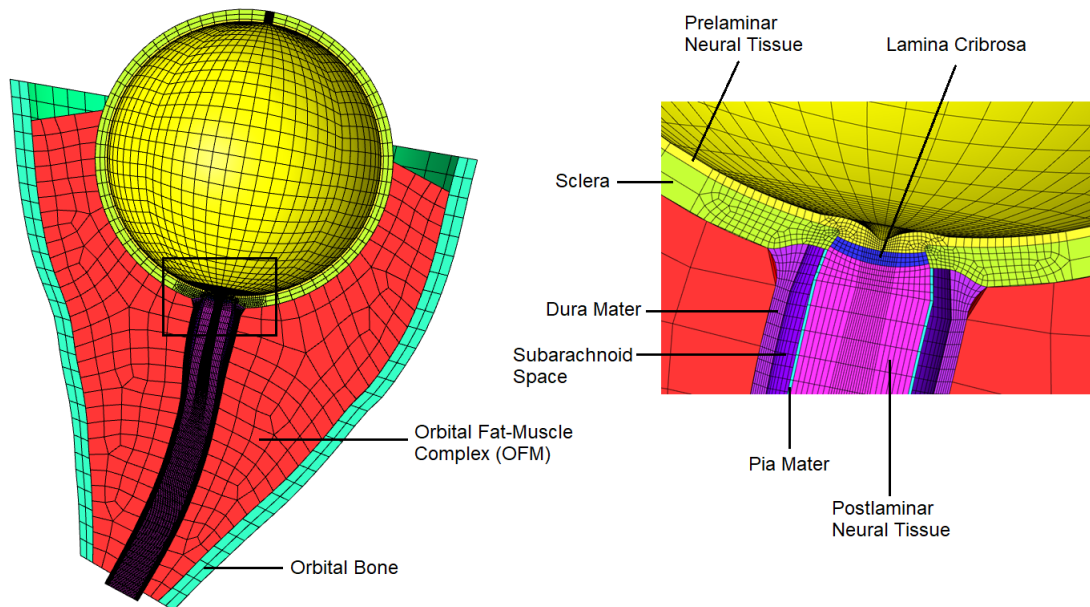 Prelaminar
Neural Tissue
Lamina Cribrosa
Sclera
Dura Mater
Subarachnoid
Space
Orbital Fat-Muscle
Complex (OFM)
Pia Mater
Postlaminar
Neural Tissue
Orbital Bone